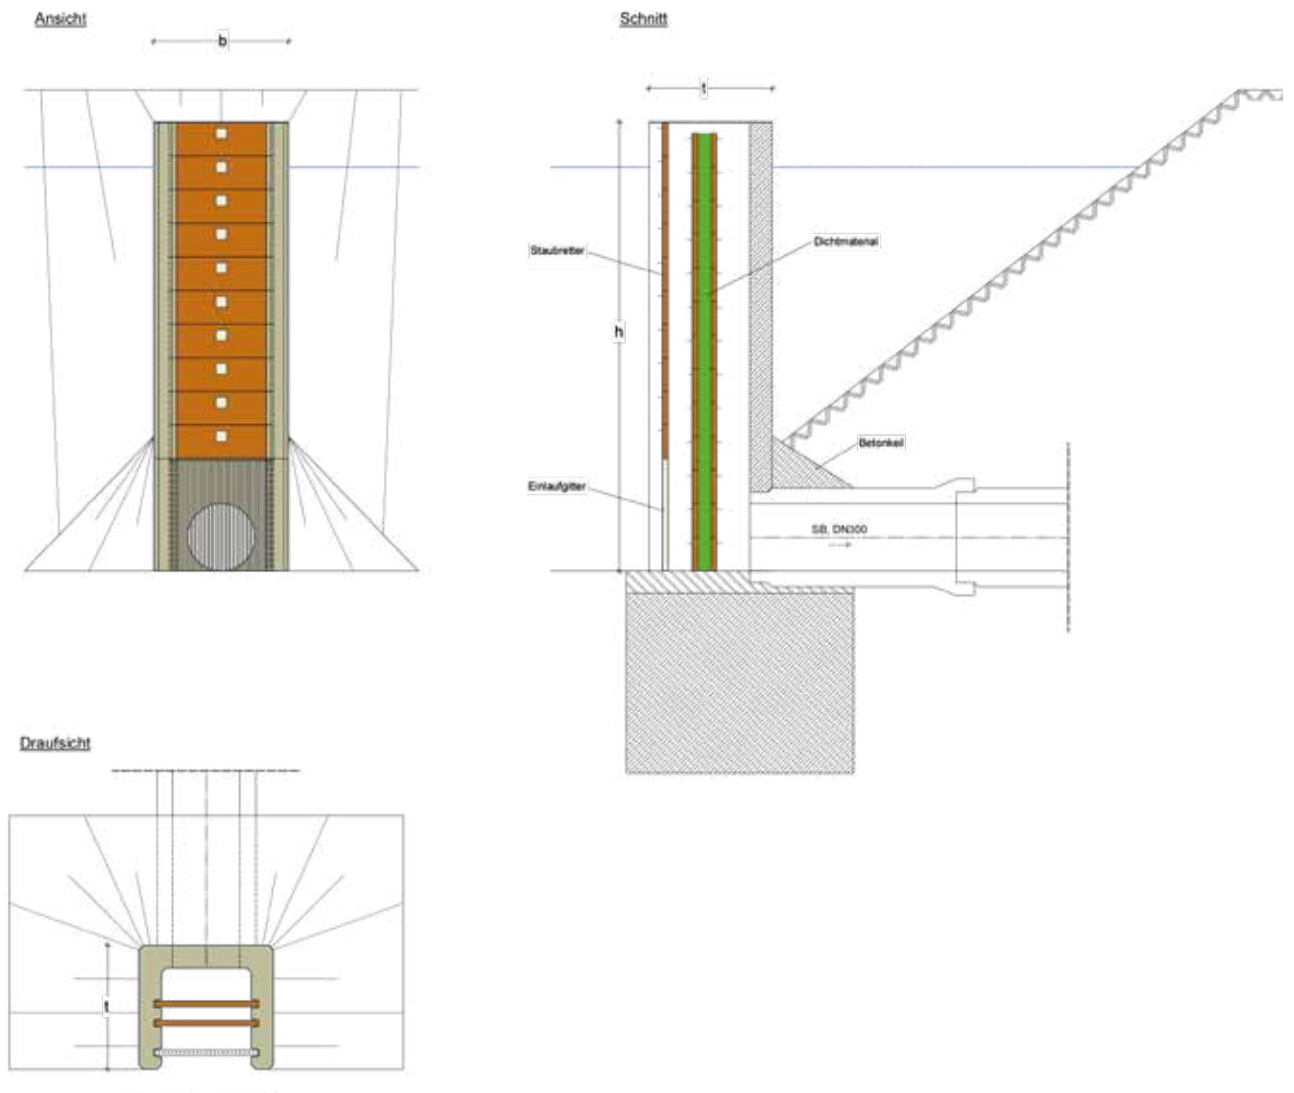 Ansicht
b
Schnitt
t
Staubretter
Dichtmaterial
h
Betonkeil
Einlaufgitter
SB, DN300
Draufsicht
t